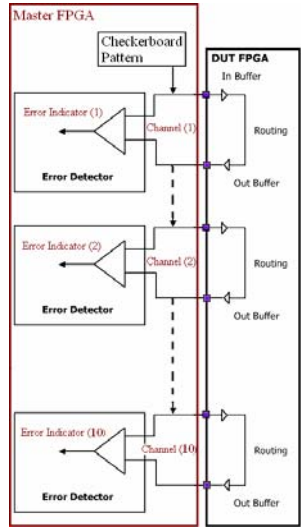 Master FPGA
Checkerboard
Pattern
DUT FPGA
In Buffer
Error Indicator (1)
Channel (1)
Routing
Error Detector
Out Buffer
Error Indicator (2)
Channel (2)
Routing
Error Detector
Out Buffer
Error Indicator (10)
Channel (10)
Routing
Error Detector
Out Buffer